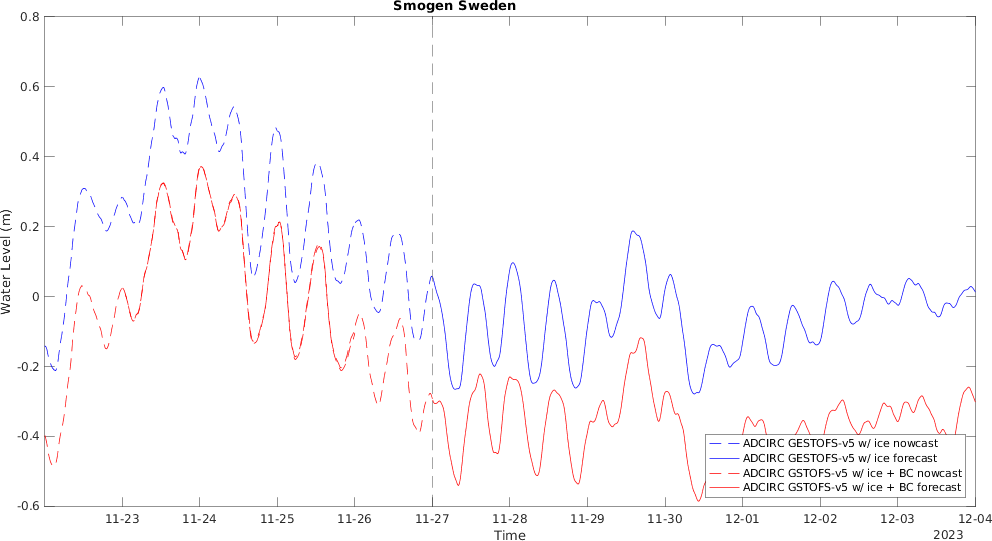 Smogen Sweden
Water Level (m)
0.8
0.6
0.4
0.2
0
-0.2
-0.4
-0.6
ADCIRC GESTOFS-v5 w/ ice nowcast
ADCIRC GESTOFS-v5 w/ ice forecast
ADCIRC GSTOFS-v5 w/ ice + BC nowcast
ADCIRC GSTOFS-v5 w/ ice + BC forecast
11-23 11-24 11-25 11-26 11-27 11-28 11-29 11-30 12-01 12-02 12-03 12-04
Time
2023